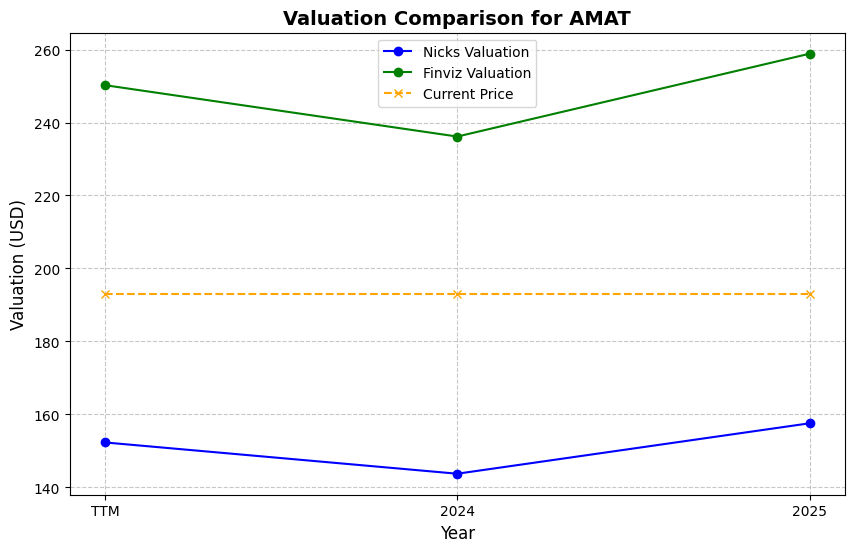 Valuation Comparison for AMAT
Nicks Valuation
Finviz Valuation
Current Price
Valuation (USD)
260
240
220
200
180
160
140
TTM
2024
2025
Year